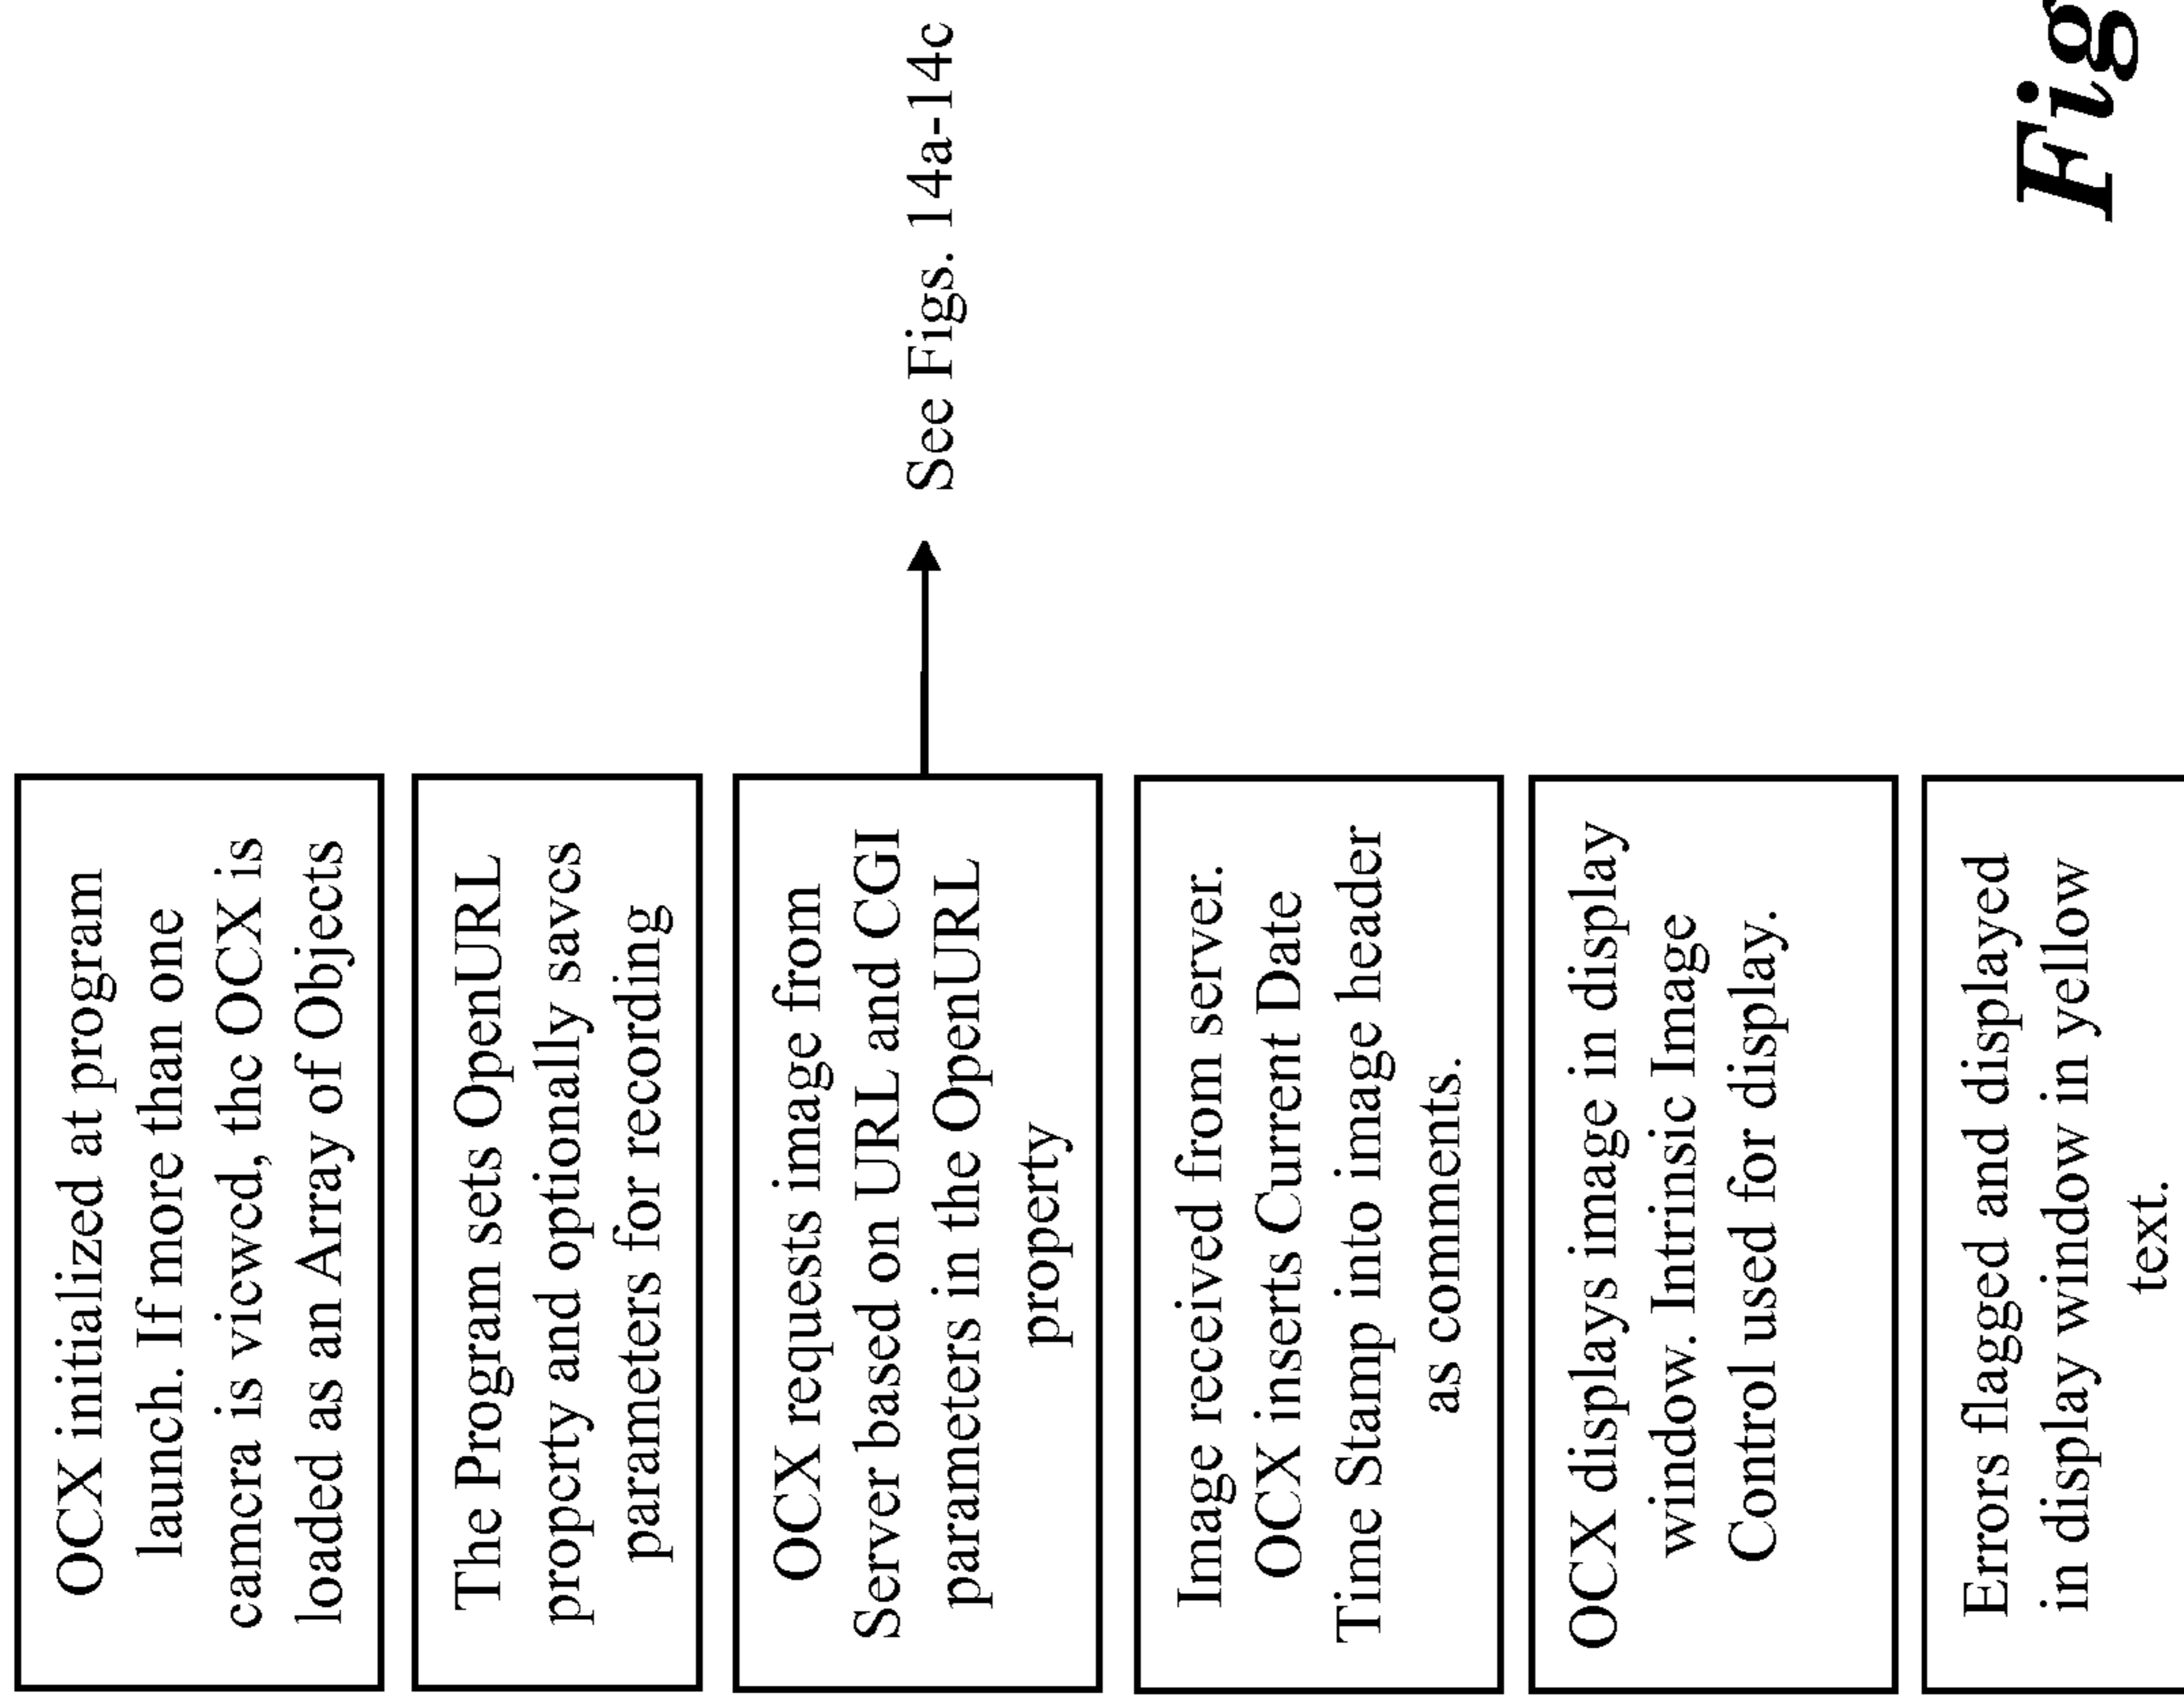 OCX initialized at program
launch. If more than one
camera is viewed, the OCX is
loaded as an Array of Objects
The Program sets OpenURL
property and optionally saves
parameters for recording
OCX requests image from
Server based on URL and CGI
parameters in the OpenURL
property
See Figs. 14a-14c
Image received from server.
OCX inserts Current Date
Time Stamp into image header
as comments.
OCX displays image in display
window. Intrinsic Image
Control used for display.
Errors flagged and displayed
in display window in yellow
text.
Fig